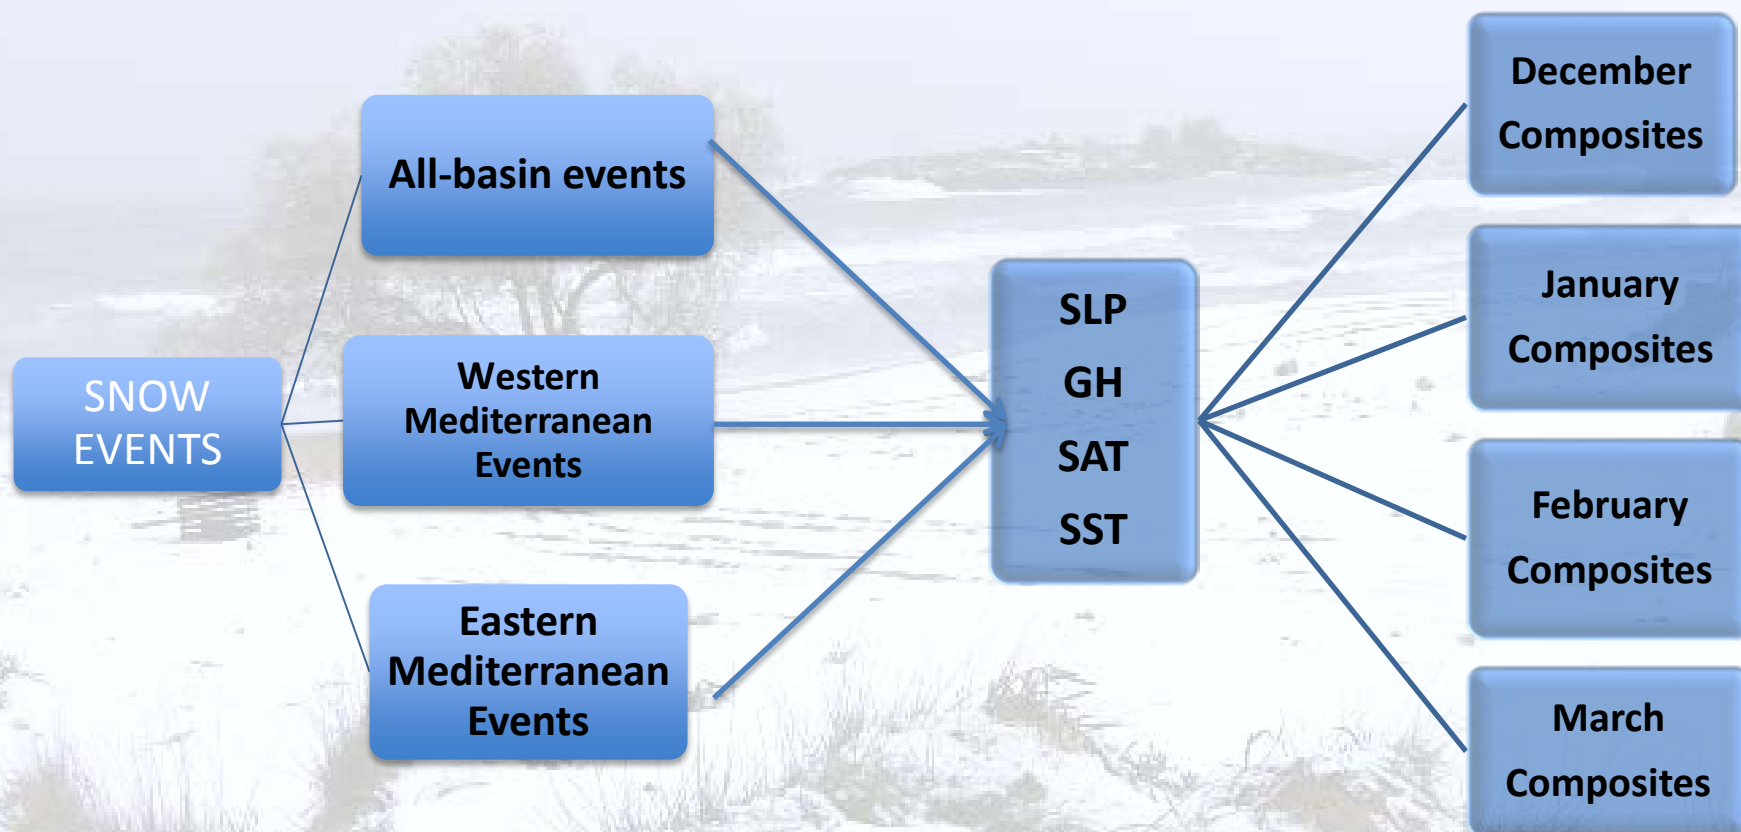 SNOW
EVENTS
All-basin events
Western
Mediterranean
Events
Eastern
Mediterranean
Events
SLP
GH
SAT
SST
December
Composites
January
Composites
February
Composites
March
Composites